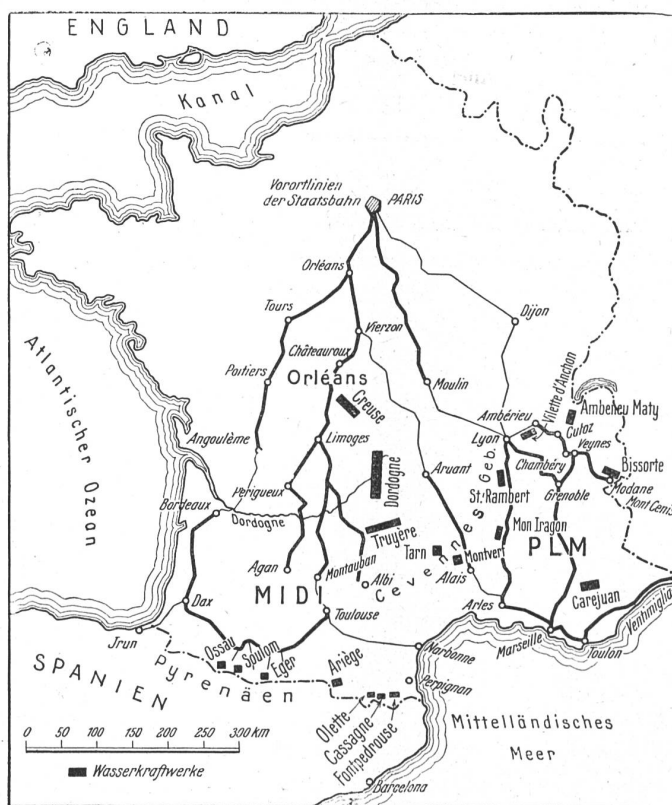 ENGLAND
Kanal
Vorortlinien
der Staatsbahn
PARIS
Orléans
Tours
Vierzon
Dijon
Châteauroux
Poitiers
Orléans
Moulin
Creuse
Villette d'Anchon
Ambeneu Maty
Ambérieu
Culoz
Angoulème
Limoges
Lyon
Veynes
Chambéry
Bissorte
Atlantischer Ozean
Périgueux
Dordogne
Aruant
St. Rambert
Grenoble
Modane
Mont Cenis
Bordeaux
Dordogne
Truyère
Cevennes Geb.
Mon Iragon
PLM
Agan
Montauban
Albi
Tarn
Montvert
Alais
MIDI
Carejuan
Dax
Toulouse
Arles
Marseille
Toulon
Ventimiglia
Jrun
Ossau
Soulom
Eger
Ariège
Narbonne
SPANIEN
Pyrenäen
Perpignan
Olette
Cassagne
Fontpedrouse
Mittelländisches
Meer
0 50 100 150 200 300 KM
Wasserkraftwerke
Barcelona